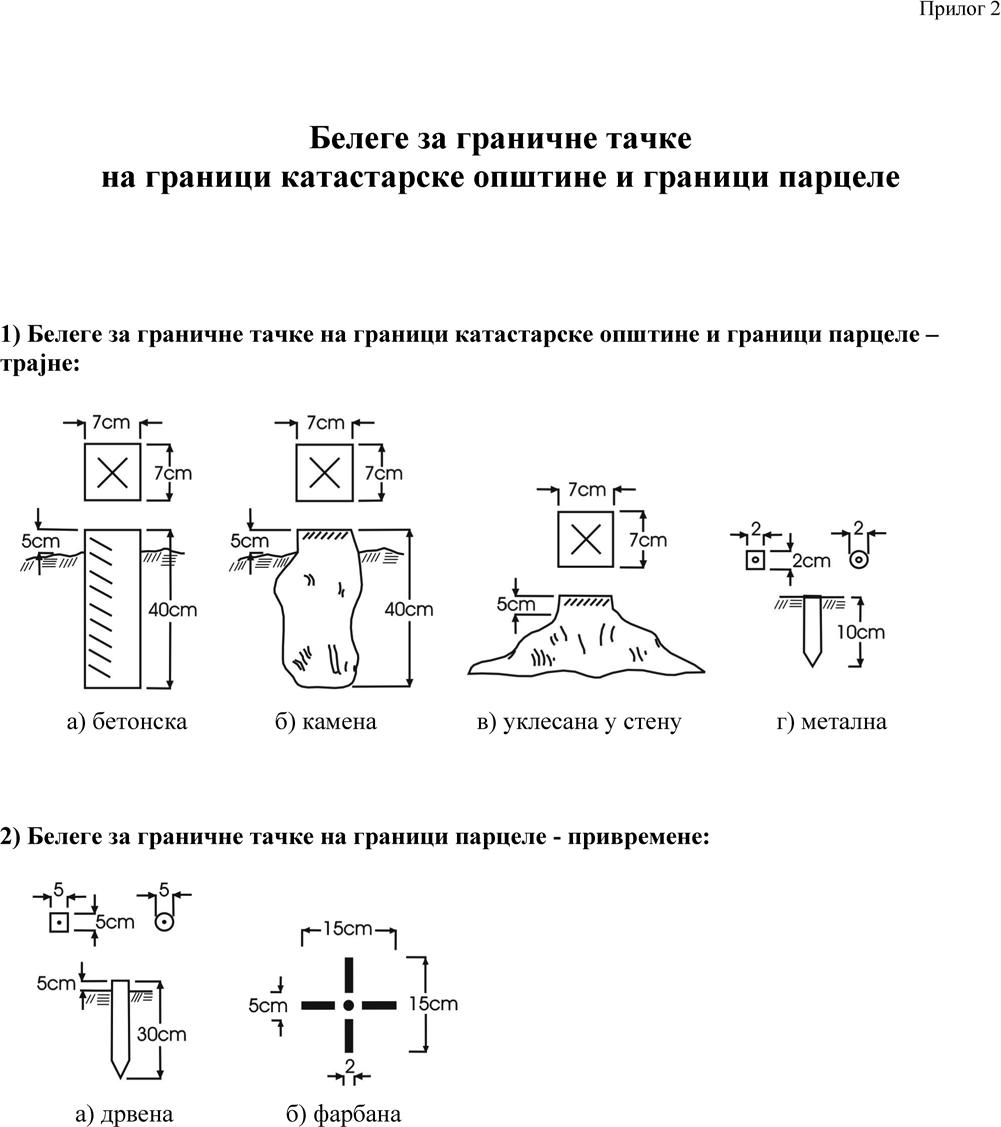 Прилог 2
Белеге за граничне тачке
на граници катастарске општине и граници парцеле
1) Белеге за граничне тачке на граници катастарске општине и граници парцеле –
трајне:
7cm
7cm
5cm
40cm
7cm
7cm
5cm
40cm
7cm
7cm
5cm
2
2
2cm
10cm
а) бетонска
б) камена
в) уклесана у стену
г) метална
2) Белеге за граничне тачке на граници парцеле - привремене:
5
5
5cm
5cm
30cm
15cm
5cm
15cm
2
а) дрвена
б) фарбана